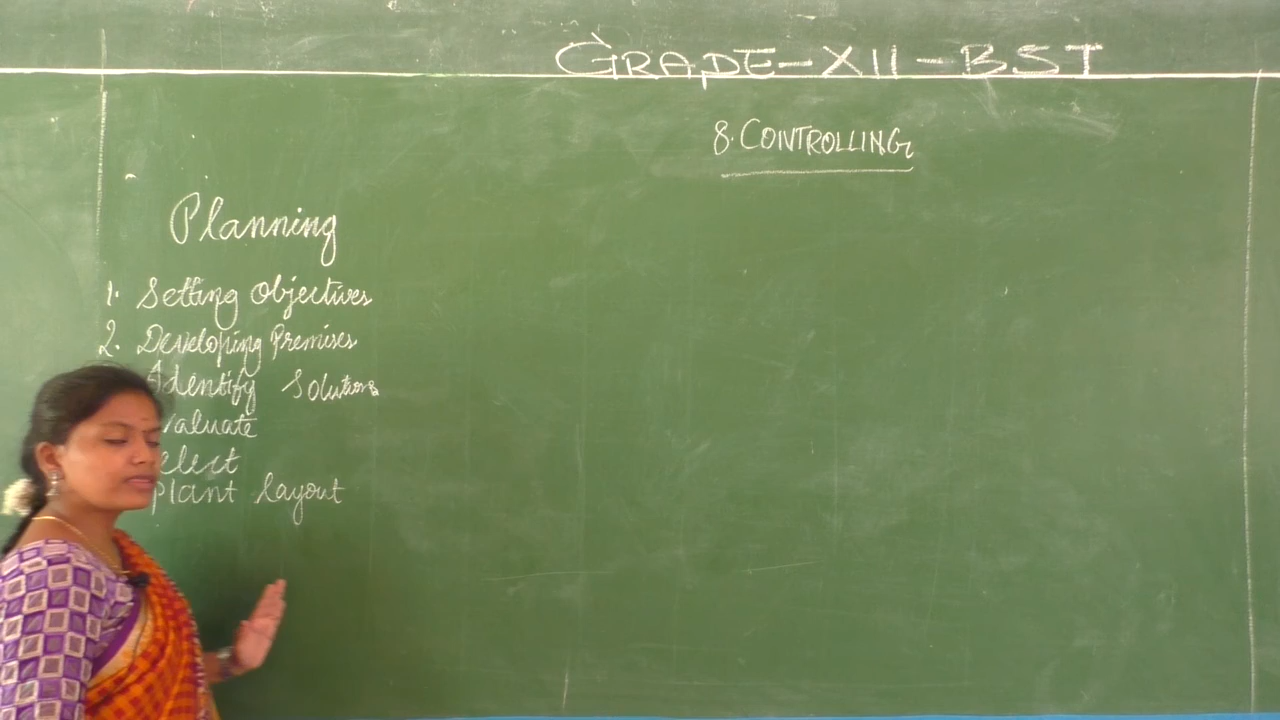 GRADE-XII-BST
8. CONTROLLING
Planning
1. Setting Objectives
2. Developing Premises
Identify Solutions
valuate
elect
plant layout